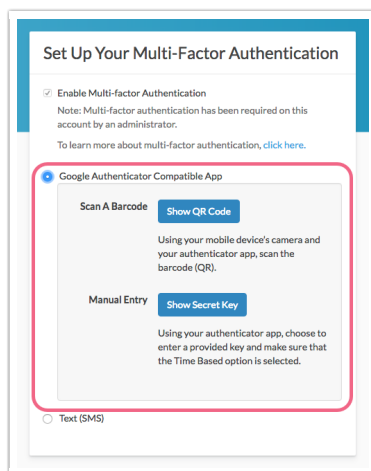 Set Up Your Multi-Factor Authentication
Enable Multi-factor Authentication
Note: Multi-factor authentication has been required on this
account by an administrator.
To learn more about multi-factor authentication, click here.
Google Authenticator Compatible App
Scan A Barcode
Show QR Code
Using your mobile device's camera and
your authenticator app, scan the
barcode (QR).
Manual Entry
Show Secret Key
Using your authenticator app, choose to
enter a provided key and make sure that
the Time Based option is selected.
Text (SMS)